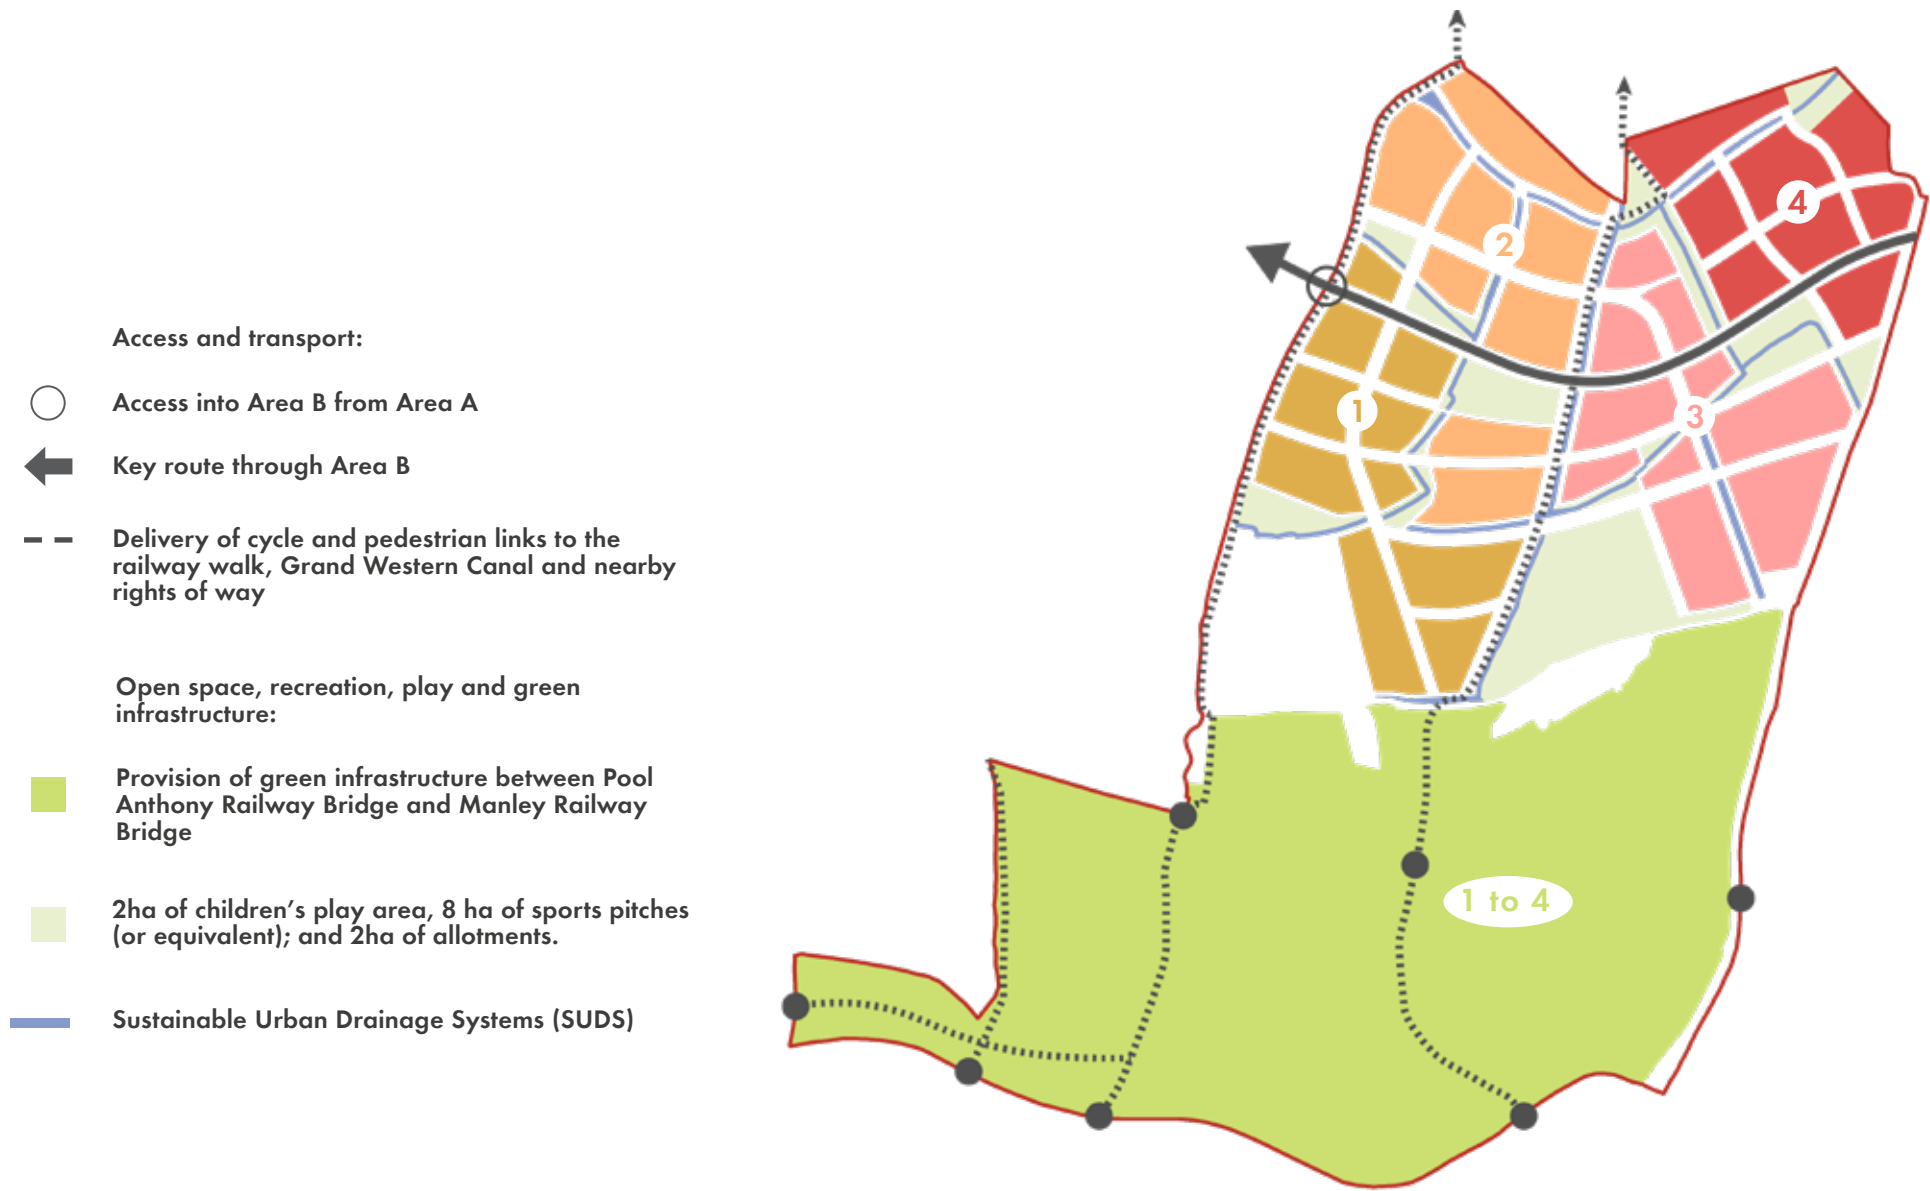 Access and transport:
Access into Area B from Area A
Key route through Area B
Delivery of cycle and pedestrian links to the
railway walk, Grand Western Canal and nearby
rights of way
Open space, recreation, play and green
infrastructure:
Provision of green infrastructure between Pool
Anthony Railway Bridge and Manley Railway
Bridge
2ha of children’s play area, 8 ha of sports pitches
(or equivalent); and 2ha of allotments.
Sustainable Urban Drainage Systems (SUDS)
4
2
1
3
1 to 4